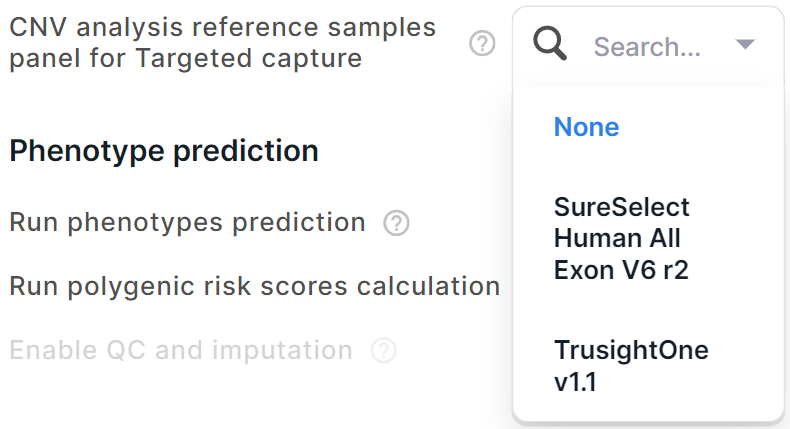 CNV analysis reference samples
panel for Targeted capture
?
Search...
None
SureSelect
Human All
Exon V6 r2
TrusightOne
v1.1
Phenotype prediction
Run phenotypes prediction ?
Run polygenic risk scores calculation
Enable QC and imputation ?